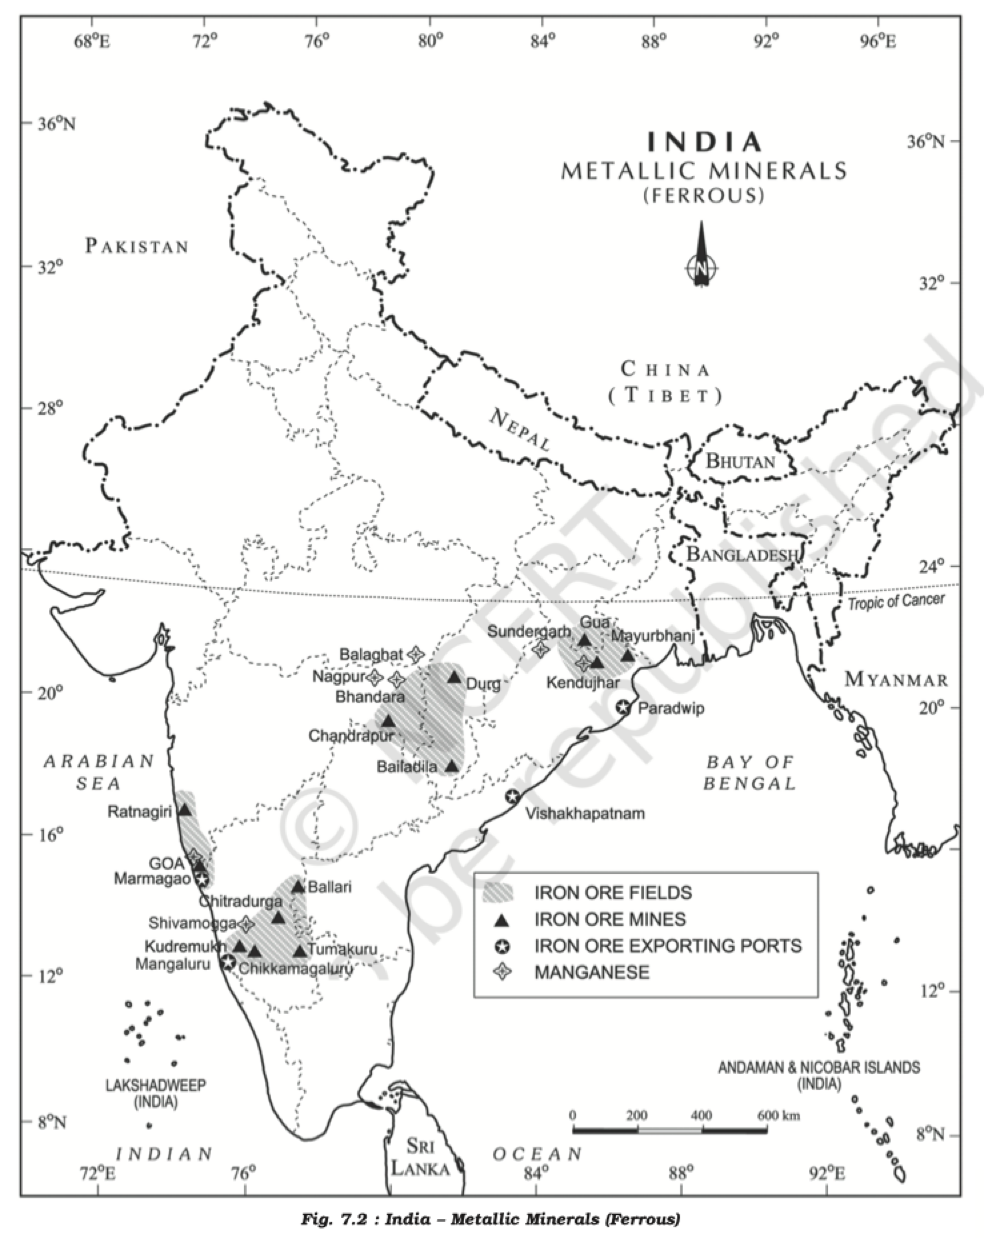 68°E 72° 76° 80° 84° 88° 92° 96°E
36°N
36°N
INDIA
METALLIC MINERALS
(FERROUS)
N
PAKISTAN
32°
32°
CHINA
(TIBET)
28°
NEPAL
BHUTAN
BANGLADESH
24°
Tropic of Cancer
Gua
Sundergarh
Mayurbhanj
Balaghat
Nagpur
Durg
Kendujhar
Bhandara
MYANMAR
20°
20°
Paradwip
Chandrapur
ARABIAN
SEA
BAY OF
BENGAL
Bailadila
Ratnagiri
Vishakhapatnam
16°
GOA
Marmagao
Ballari
Chitradurga
Shivamogga
Kudremukh
Tumakuru
Mangaluru
Chikkamagaluru
IRON ORE FIELDS
IRON ORE MINES
IRON ORE EXPORTING PORTS
MANGANESE
12°
12°
LAKSHADWEEP
(INDIA)
ANDAMAN & NICOBAR ISLANDS
(INDIA)
0 200 400 600 km
8°N
8°N
SRI
LANKA
INDIAN OCEAN
72°E 76° 84° 88° 92°E
© NCERT
be republished
Fig. 7.2 : India – Metallic Minerals (Ferrous)